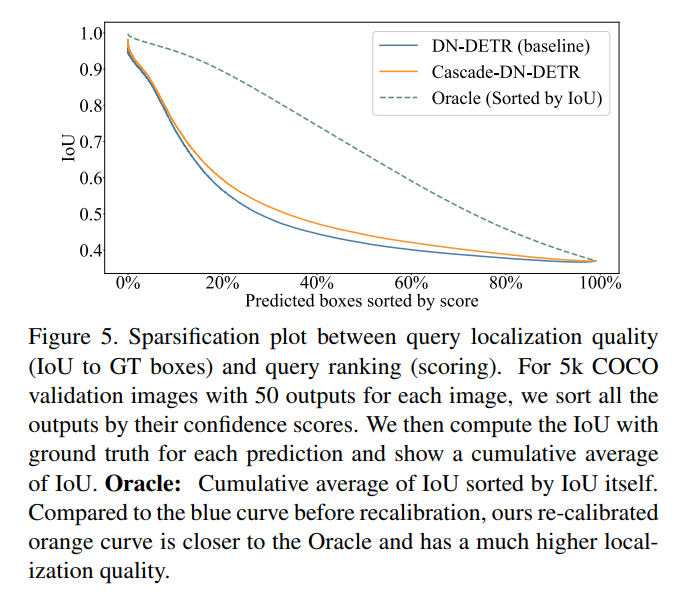 1.0
0.9
0.8
0.7
0.6
0.5
0.4
IoU
DN-DETR (baseline)
Cascade-DN-DETR
Oracle (Sorted by IoU)
0% 20% 40% 60% 80% 100%
Predicted boxes sorted by score
Figure 5. Sparsification plot between query localization quality
(IoU to GT boxes) and query ranking (scoring). For 5k COCO
validation images with 50 outputs for each image, we sort all the
outputs by their confidence scores. We then compute the IoU with
ground truth for each prediction and show a cumulative average
of IoU. Oracle: Cumulative average of IoU sorted by IoU itself.
Compared to the blue curve before recalibration, ours re-calibrated
orange curve is closer to the Oracle and has a much higher local-
ization quality.